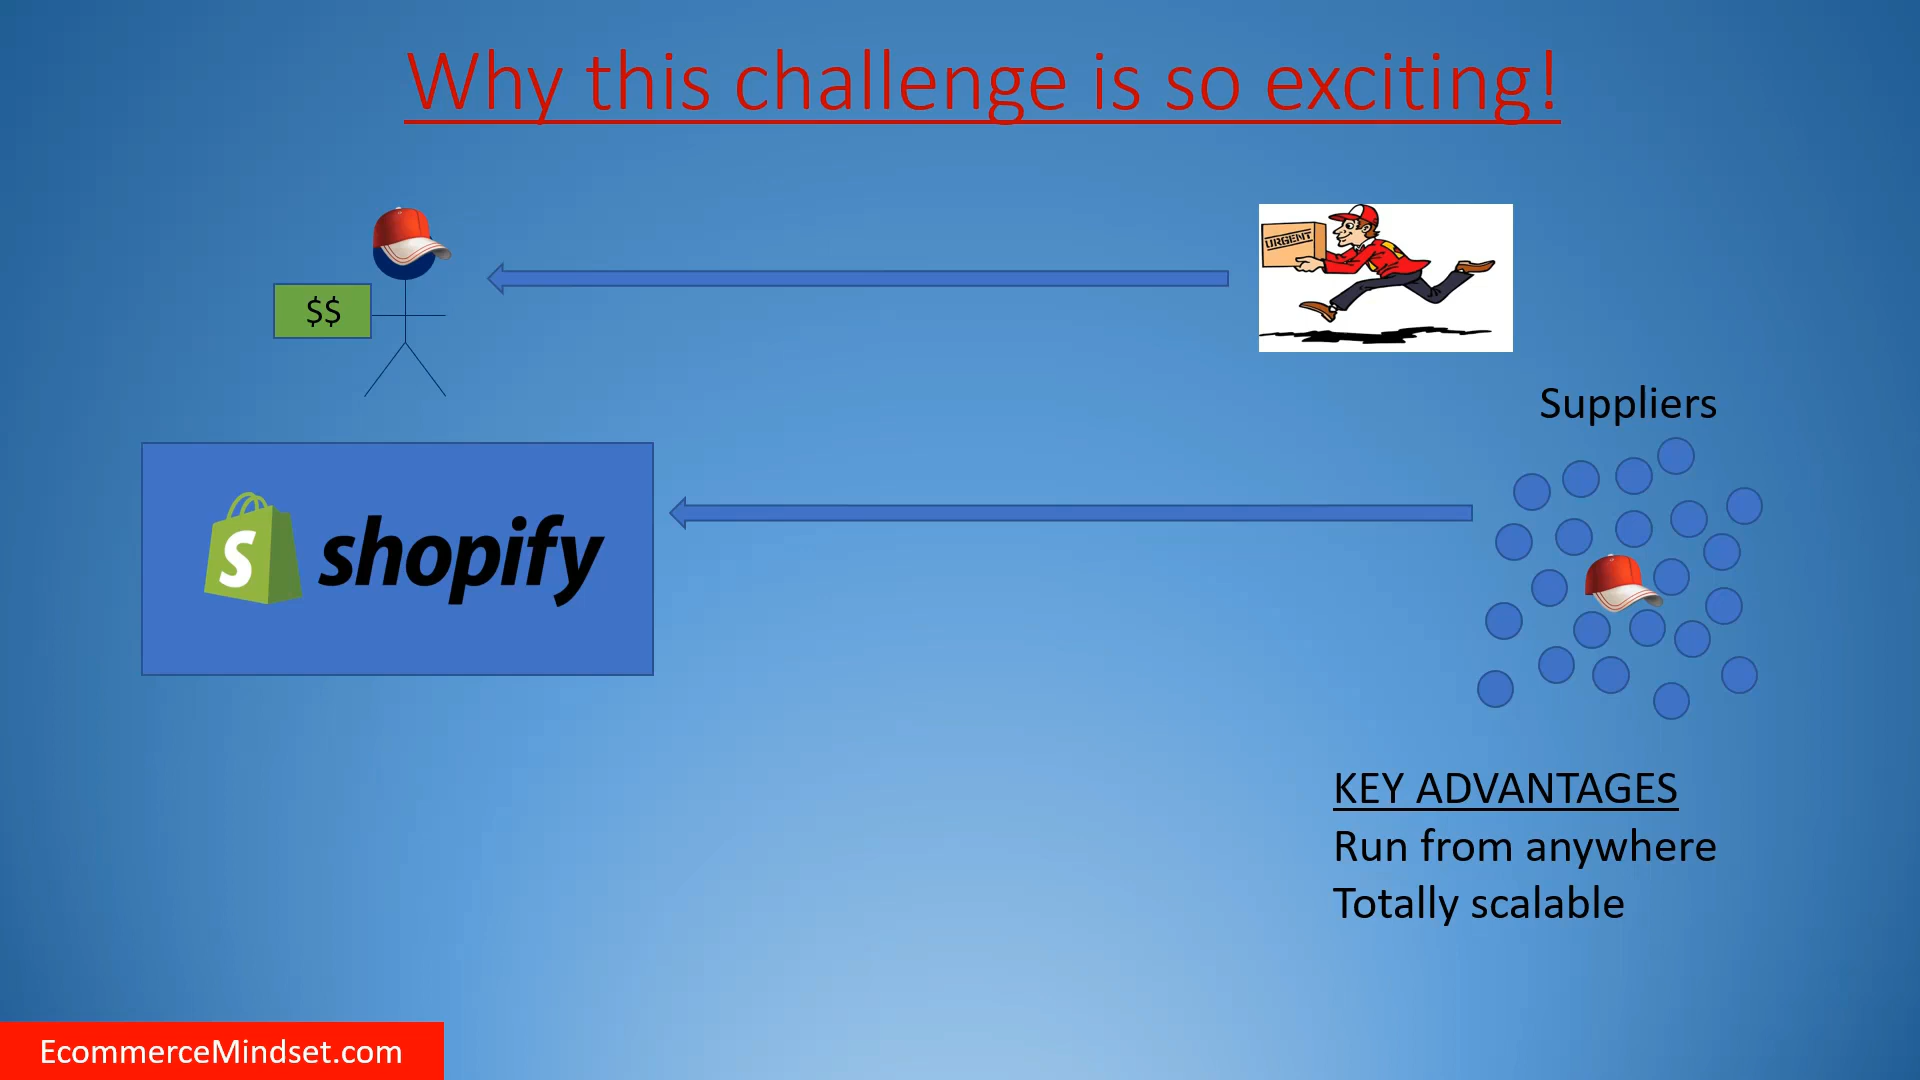 Why this challenge is so exciting!
$$
URGENT
Suppliers
S shopify
KEY ADVANTAGES
Run from anywhere
Totally scalable
EcommerceMindset.com